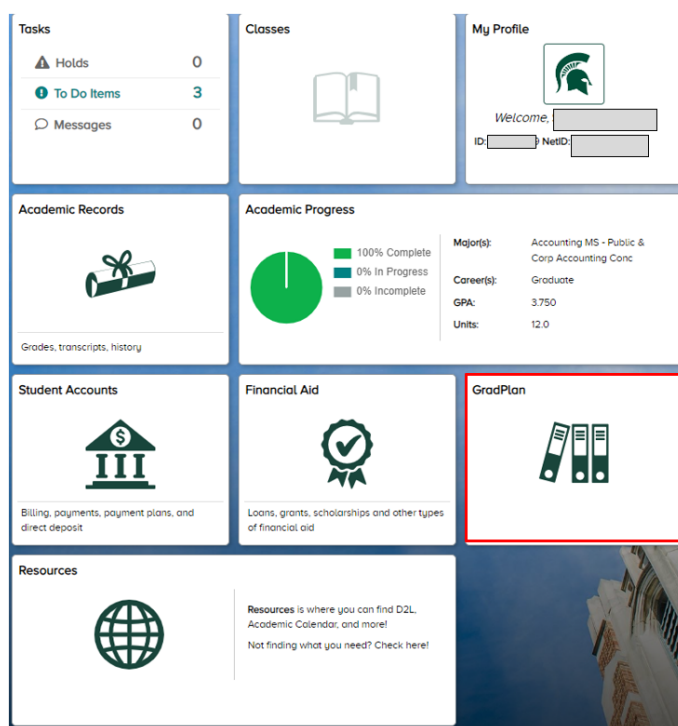 Tasks
Holds 0
To Do Items 3
Messages 0
Classes
My Profile
Welcome,
ID: 9 NetID:
Academic Records
Grades, transcripts, history
Academic Progress
100% Complete
0% In Progress
0% Incomplete
Major(s): Accounting MS - Public &
Corp Accounting Conc
Career(s): Graduate
GPA: 3.750
Units: 12.0
Student Accounts
Billing, payments, payment plans, and
direct deposit
Financial Aid
Loans, grants, scholarships and other types
of financial aid
GradPlan
Resources
Resources is where you can find D2L,
Academic Calendar, and more!
Not finding what you need? Check here!